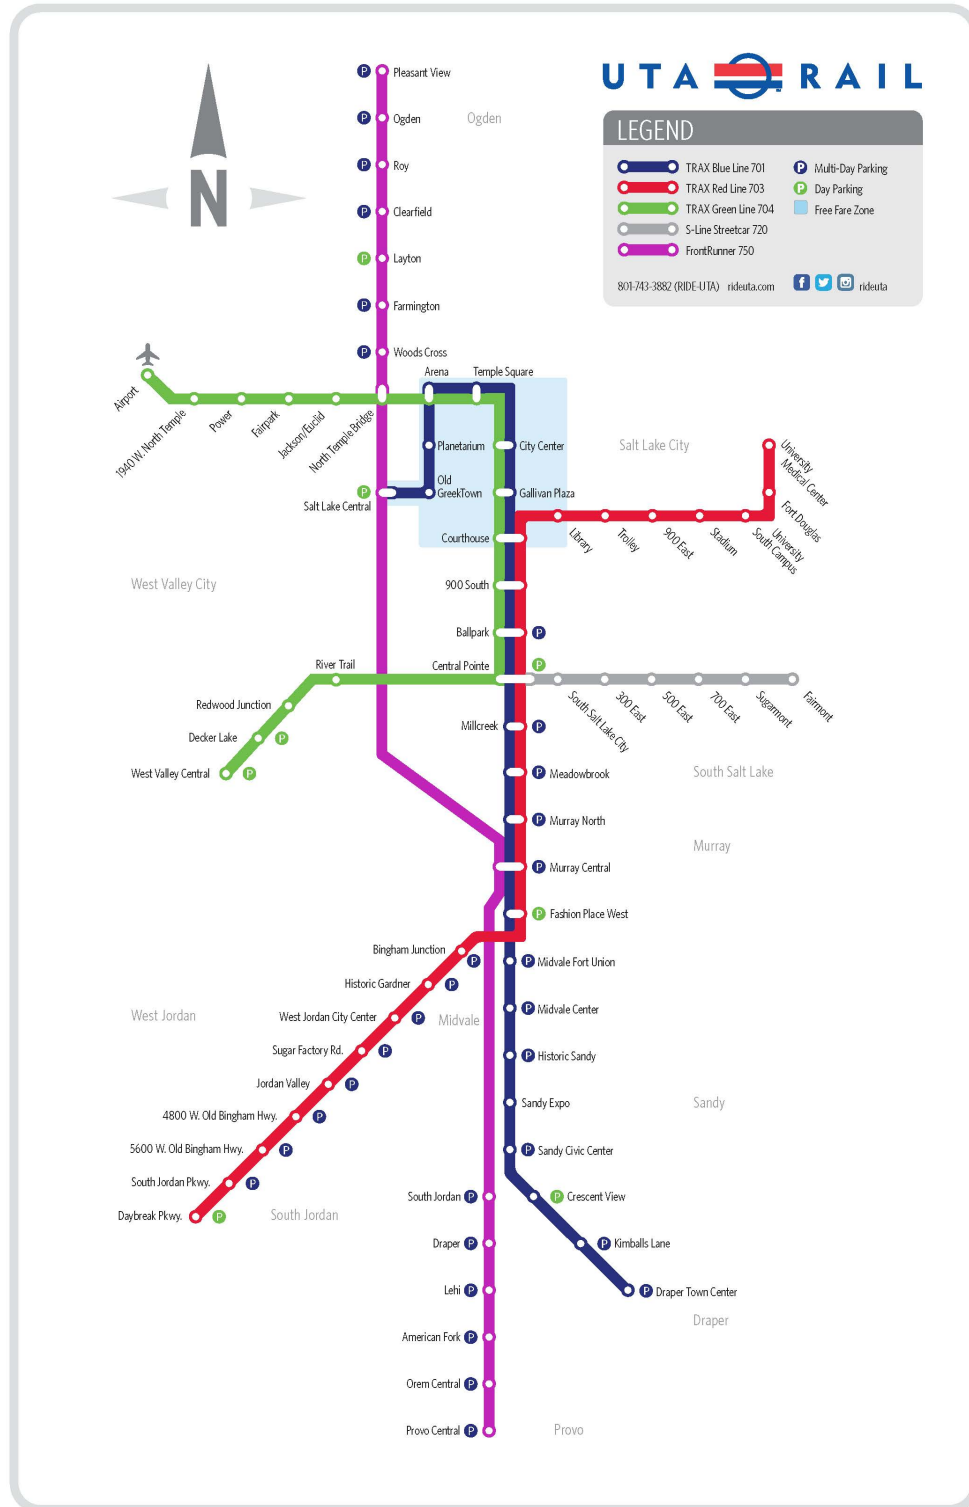 UTA RAIL
LEGEND
TRAX Blue Line 701
TRAX Red Line 703
TRAX Green Line 704
S-Line Streetcar 720
FrontRunner 750
P Multi-Day Parking
P Day Parking
Free Fare Zone
801-743-3882 (RIDE-UTA) rideuta.com
f
rideuta
N
P Pleasant View
P Ogden
Ogden
P Roy
P Clearfield
P Layton
P Farmington
P Woods Cross
Arena
Temple Square
Airport
1940 W. North Temple
Power
Fairpark
Jackson/Euclid
North Temple Bridge
Planetarium
City Center
Salt Lake City
Old
GreekTown
Gallivan Plaza
P
Salt Lake Central
Courthouse
University
Medical Center
Fort Douglas
University
South Campus
Stadium
900 East
Trolley
Library
West Valley City
900 South
Ballpark P
Central Pointe P
River Trail
Redwood Junction
Decker Lake P
West Valley Central P
South Salt Lake City
300 East
500 East
700 East
Sugarmont
Fairmont
Millcreek P
P Meadowbrook
South Salt Lake
P Murray North
Murray
P Murray Central
P Fashion Place West
Bingham Junction P
P Midvale Fort Union
Historic Gardner P
P Midvale Center
West Jordan
West Jordan City Center P
Midvale
Sugar Factory Rd. P
P Historic Sandy
Jordan Valley P
Sandy Expo
Sandy
4800 W. Old Bingham Hwy. P
5600 W. Old Bingham Hwy. P
P Sandy Civic Center
South Jordan Pkwy. P
South Jordan P
P Crescent View
Daybreak Pkwy. P
South Jordan
Draper P
P Kimballs Lane
Lehi P
P Draper Town Center
Draper
American Fork P
Orem Central P
Provo Central P
Provo